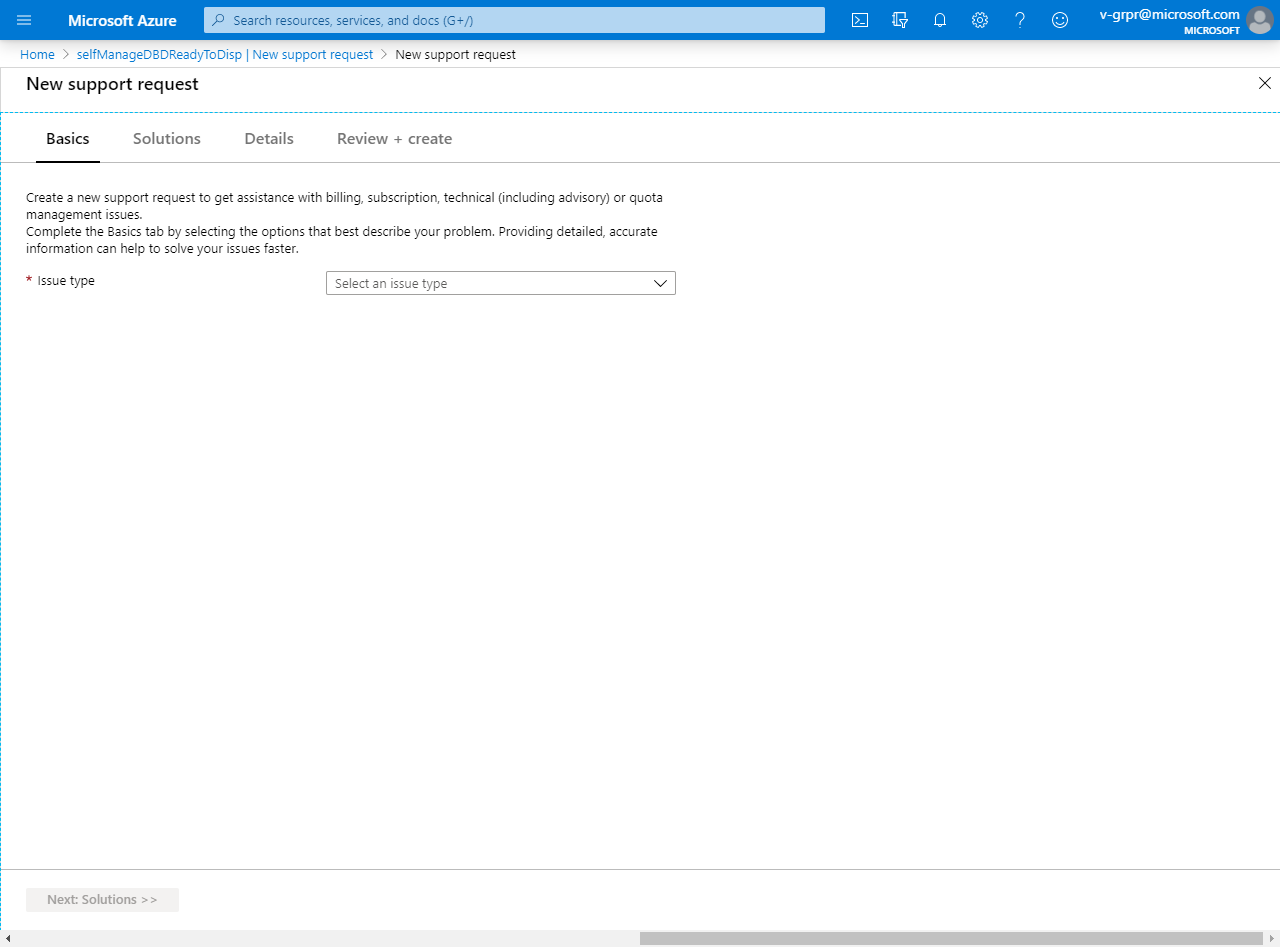 Microsoft Azure
Search resources, services, and docs (G+/)
v-grpr@microsoft.com
MICROSOFT
Home > selfManageDBDReadyToDisp | New support request > New support request
New support request
Basics Solutions Details Review + create
Create a new support request to get assistance with billing, subscription, technical (including advisory) or quota
management issues.
Complete the Basics tab by selecting the options that best describe your problem. Providing detailed, accurate
information can help to solve your issues faster.
* Issue type
Select an issue type
Next: Solutions >>